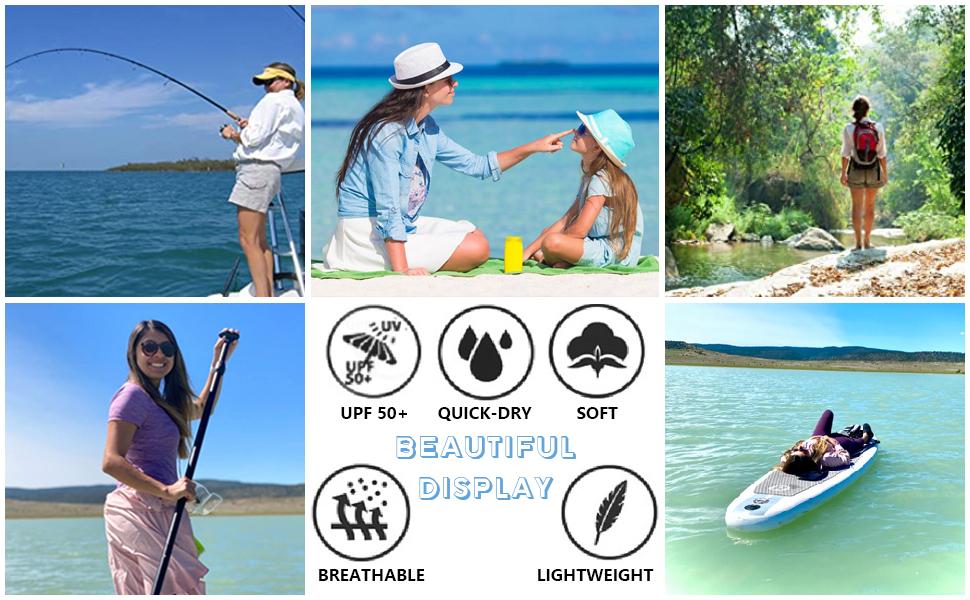 UV
UPF
50+
UPF 50+
QUICK-DRY
SOFT
BEAUTIFUL
DISPLAY
BREATHABLE
LIGHTWEIGHT